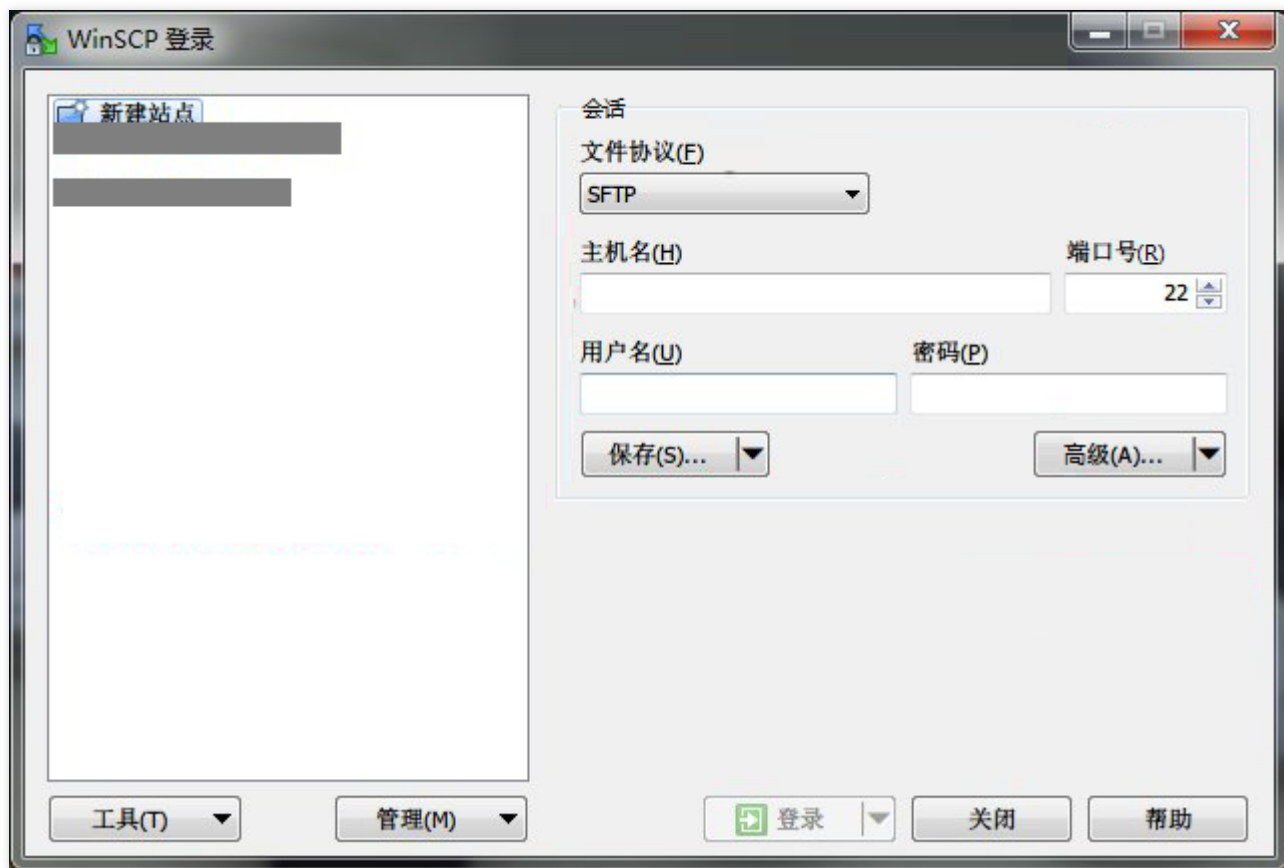 WinSCP 登录
新建站点
会话
文件协议(F)
SFTP
主机名(H) 端口号(R)
22
用户名(U) 密码(P)
保存(S)... 高级(A)...
工具(T) 管理(M) 登录 关闭 帮助